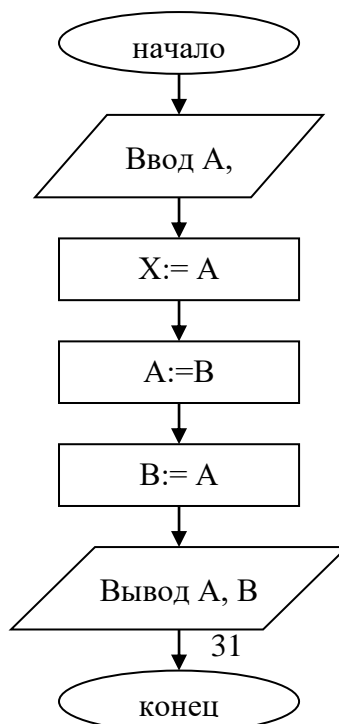 начало
Ввод А,
X:= A
A:=B
B:= A
Вывод А, В
31
конец